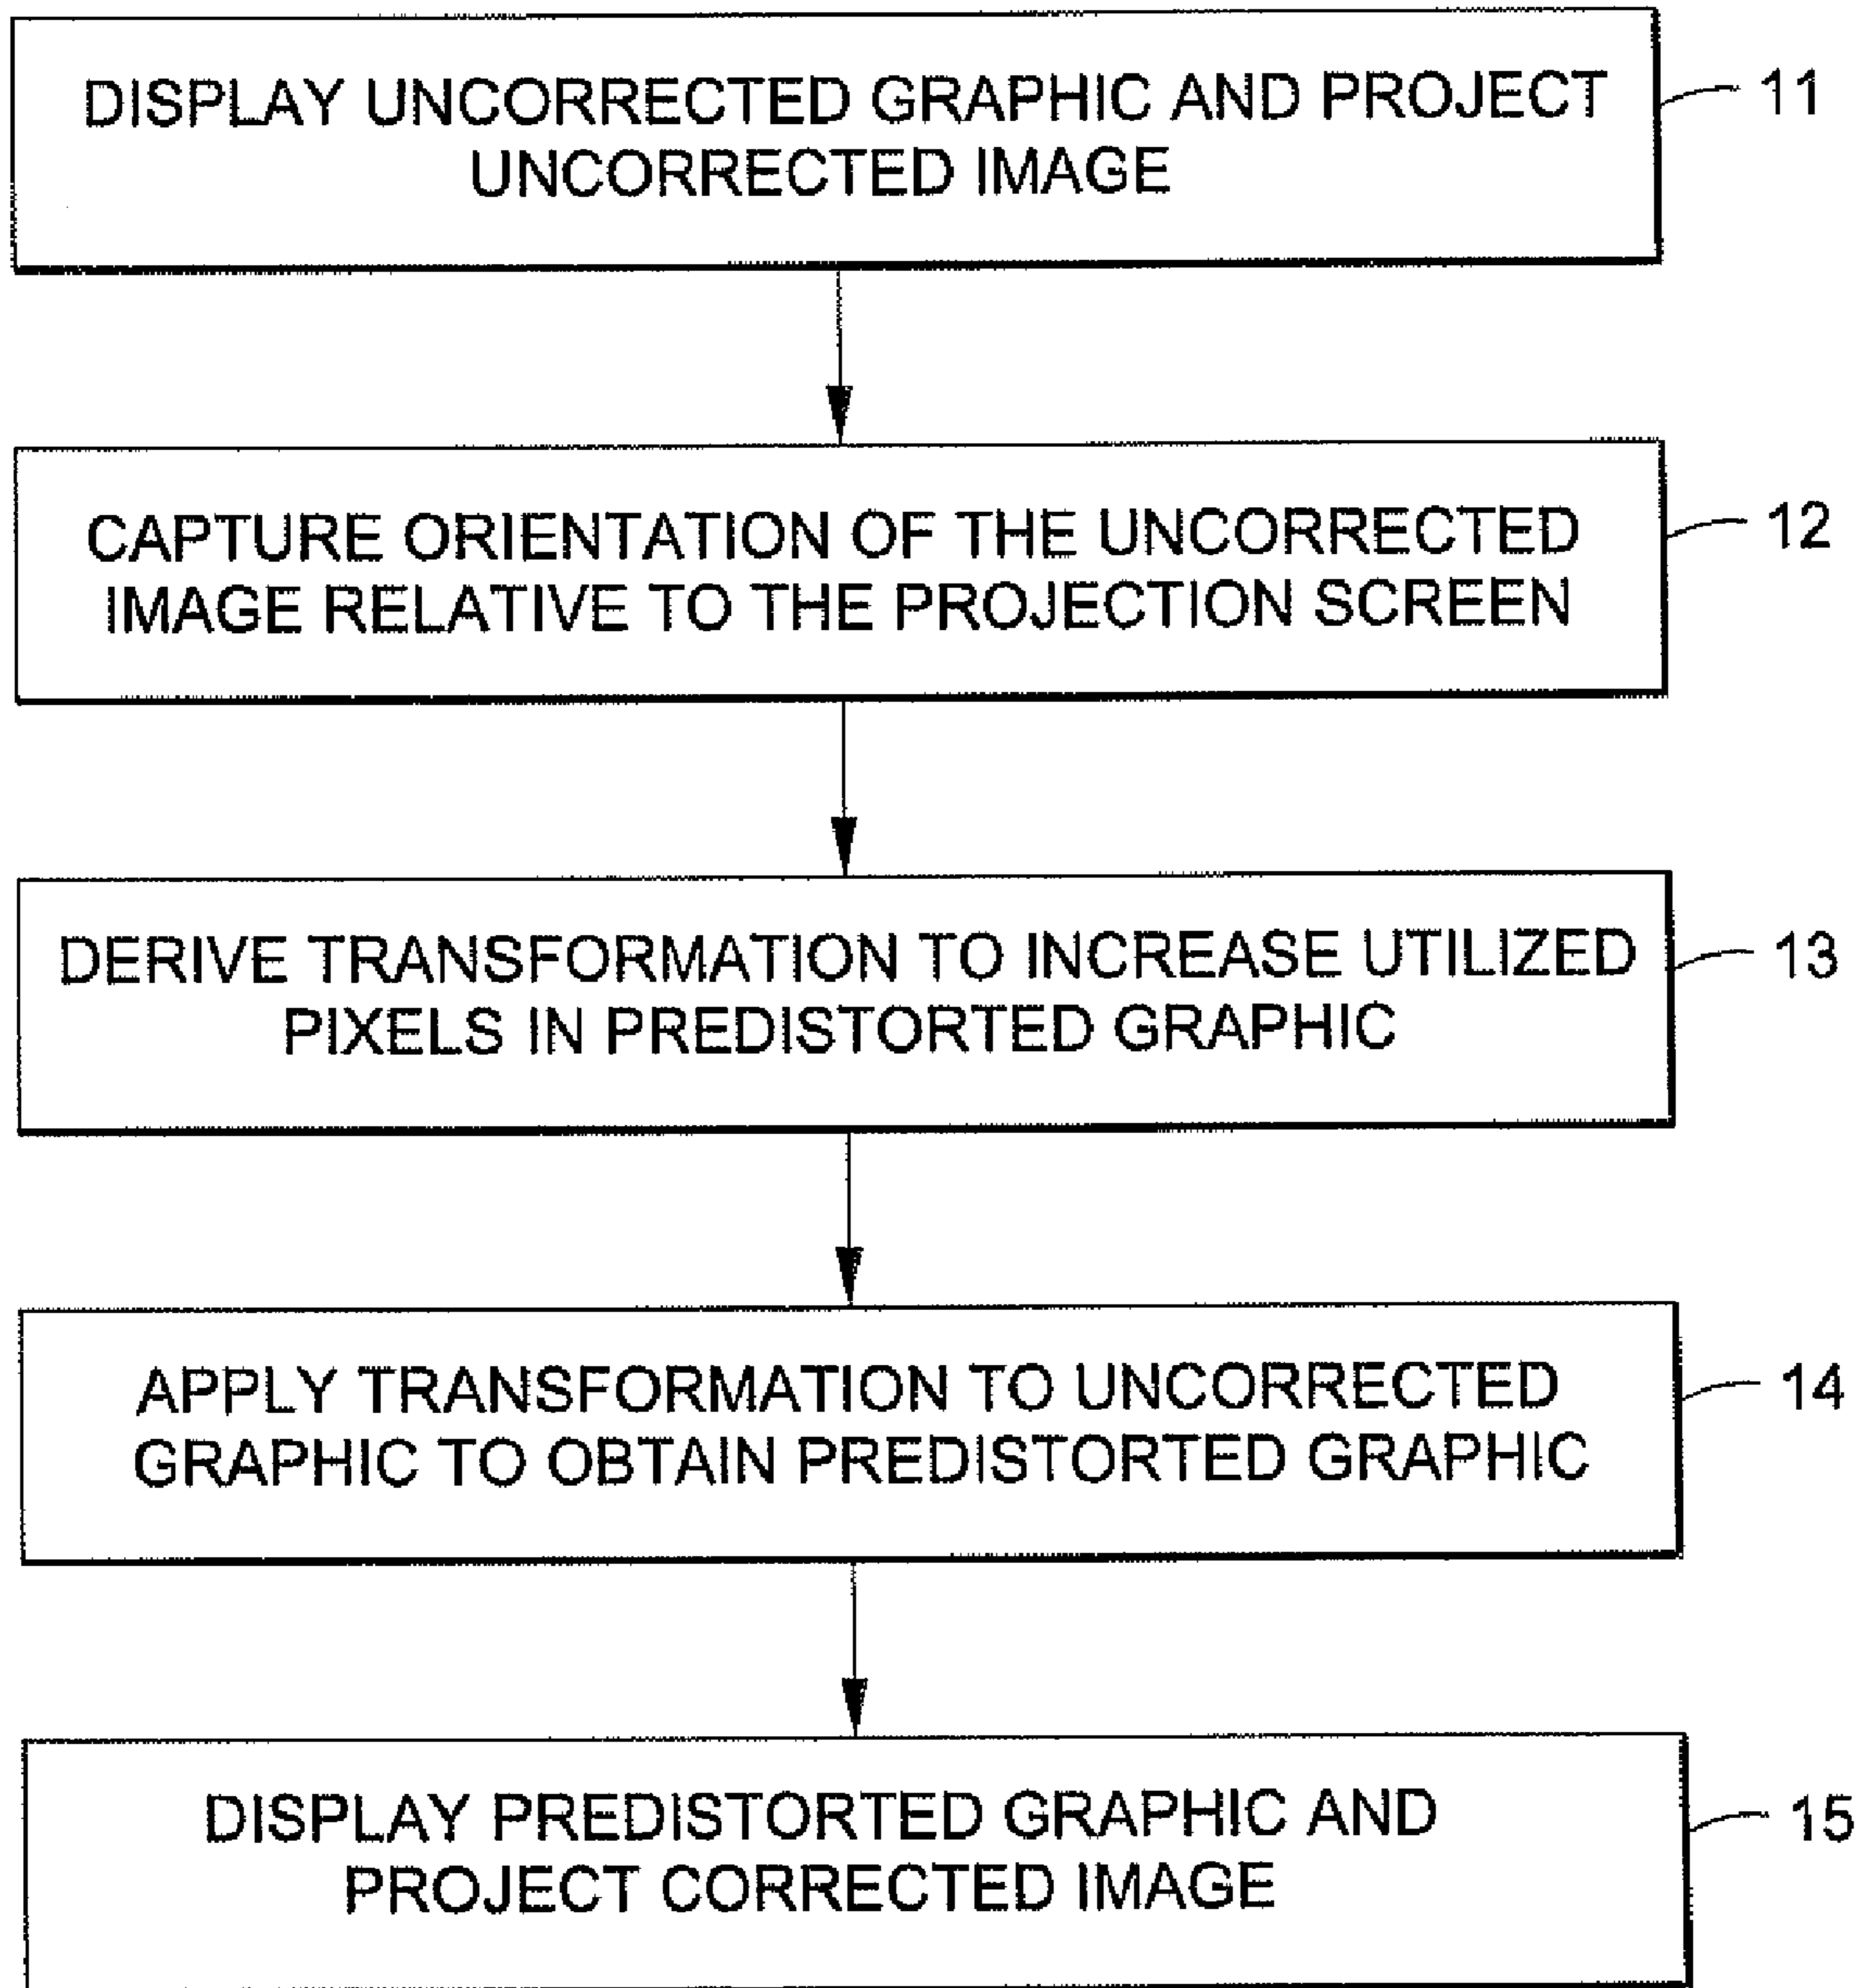 DISPLAY UNCORRECTED GRAPHIC AND PROJECT
UNCORRECTED IMAGE
11
CAPTURE ORIENTATION OF THE UNCORRECTED
IMAGE RELATIVE TO THE PROJECTION SCREEN
12
DERIVE TRANSFORMATION TO INCREASE UTILIZED
PIXELS IN PREDISTORTED GRAPHIC
13
APPLY TRANSFORMATION TO UNCORRECTED
GRAPHIC TO OBTAIN PREDISTORTED GRAPHIC
14
DISPLAY PREDISTORTED GRAPHIC AND
PROJECT CORRECTED IMAGE
15